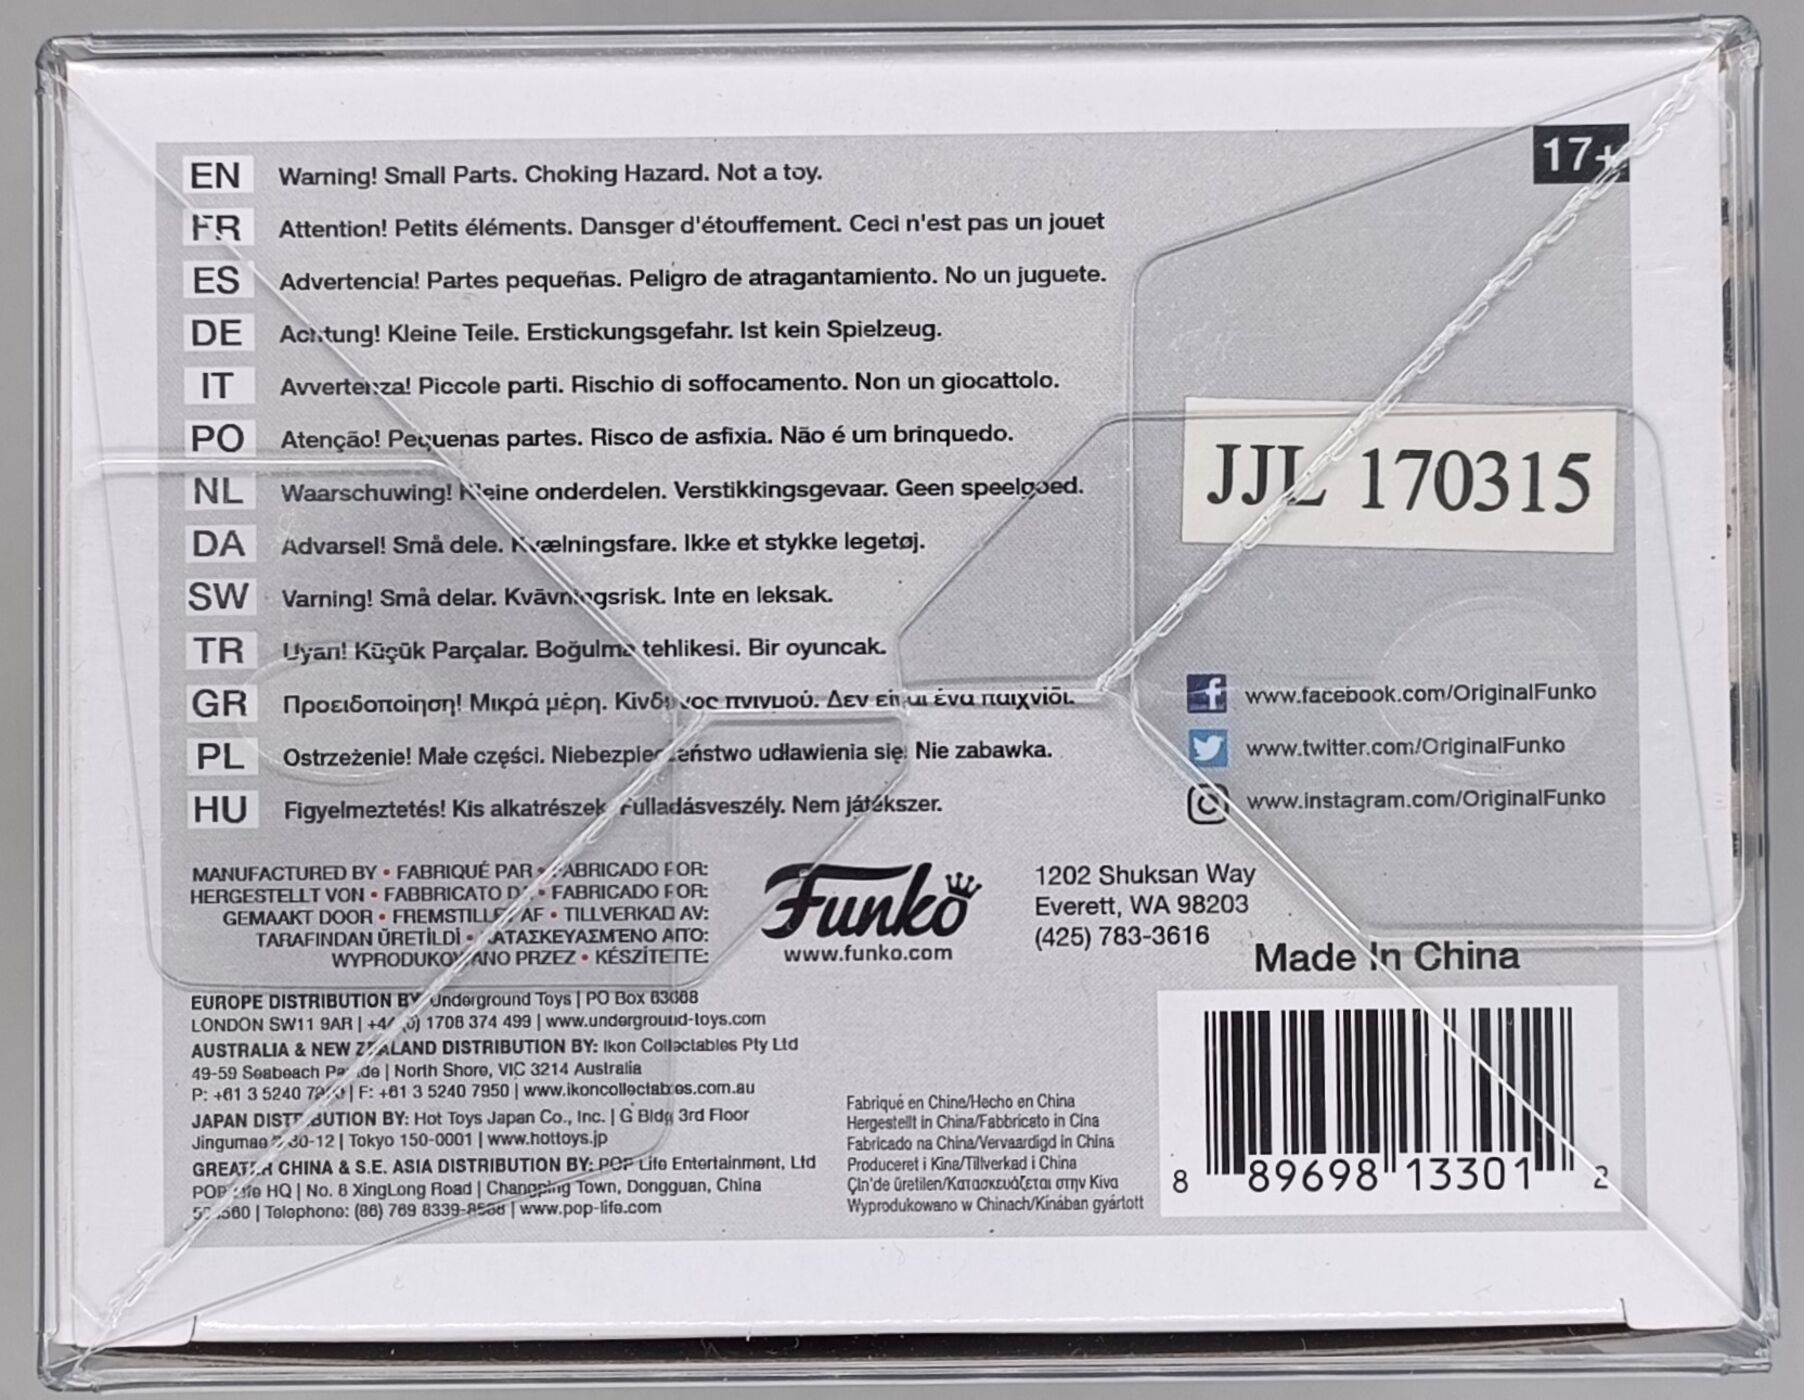 17+
EN Warning! Small Parts. Choking Hazard. Not a toy.
FR Attention! Petits éléments. Dansger d'étouffement. Ceci n'est pas un jouet
ES Advertencia! Partes pequeñas. Peligro de atragantamiento. No un juguete.
DE Achtung! Kleine Teile. Erstickungsgefahr. Ist kein Spielzeug.
IT Avvertenza! Piccole parti. Rischio di soffocamento. Non un giocattolo.
PO Atenção! Pequenas partes. Risco de asfixia. Não é um brinquedo.
NL Waarschuwing! Kleine onderdelen. Verstikkingsgevaar. Geen speelgoed.
DA Advarsel! Små dele. Kvælningsfare. Ikke et stykke legetøj.
SW Varning! Små delar. Kvävningsrisk. Inte en leksak.
TR Uyarı! Küçük Parçalar. Boğulma tehlikesi. Bir oyuncak.
GR Προειδοποίηση! Μικρά μέρη. Κίνδυνος πνιγμού. Δεν είναι ένα παιχνίδι.
PL Ostrzeżenie! Małe części. Niebezpieczeństwo udławienia się. Nie zabawka.
HU Figyelmeztetés! Kis alkatrészek Fulladásveszély. Nem játékszer.
JJL 170315
www.facebook.com/OriginalFunko
www.twitter.com/OriginalFunko
www.instagram.com/OriginalFunko
MANUFACTURED BY • FABRIQUÉ PAR • FABRICADO FOR:
HERGESTELLT VON • FABBRICATO DA • FABRICADO FOR:
GEMAAKT DOOR • FREMSTILLET AF • TILLVERKAD AV:
TARAFINDAN ÜRETİLDİ • ΚΑΤΑΣΚΕΥΑΣΜΈΝΟ ΑΠΟ:
WYPRODUKOWANO PRZEZ • KÉSZÍTETTE:
Funko
www.funko.com
1202 Shuksan Way
Everett, WA 98203
(425) 783-3616
Made In China
EUROPE DISTRIBUTION BY: Underground Toys | PO Box 63668
LONDON SW11 9AR | +44 (0) 1708 374 499 | www.underground-toys.com
AUSTRALIA & NEW ZEALAND DISTRIBUTION BY: Ikon Collectables Pty Ltd
49-59 Seabeach Parade | North Shore, VIC 3214 Australia
P: +61 3 5240 | F: +61 3 5240 7950 | www.ikoncollectables.com.au
JAPAN DISTRIBUTION BY: Hot Toys Japan Co., Inc. | G Bldg 3rd Floor
Jingumae | Tokyo 150-0001 | www.hottoys.jp
GREATER CHINA & S.E. ASIA DISTRIBUTION BY: POP Life Entertainment, Ltd
POP Life HQ | No. 8 XingLong Road | Changping Town, Dongguan, China
| Telephone: (86) 769 | www.pop-life.com
Fabriqué en Chine/Hecho en China
Hergestellt in China/Fabbricato in Cina
Fabricado na China/Vervaardigd in China
Produceret i Kina/Tillverkad i China
Çin'de üretilen/Κατασκευάζεται στην Κίνα
Wyprodukowano w Chinach/Kínában gyártott
8 89698 13301 2